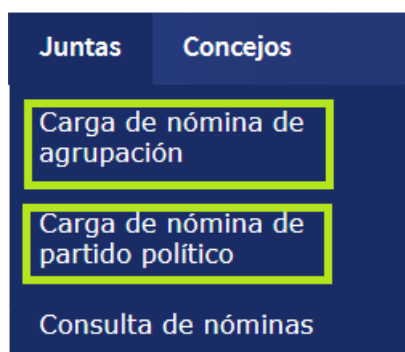 Juntas Concejos
Carga de nómina de
agrupación
Carga de nómina de
partido político
Consulta de nóminas